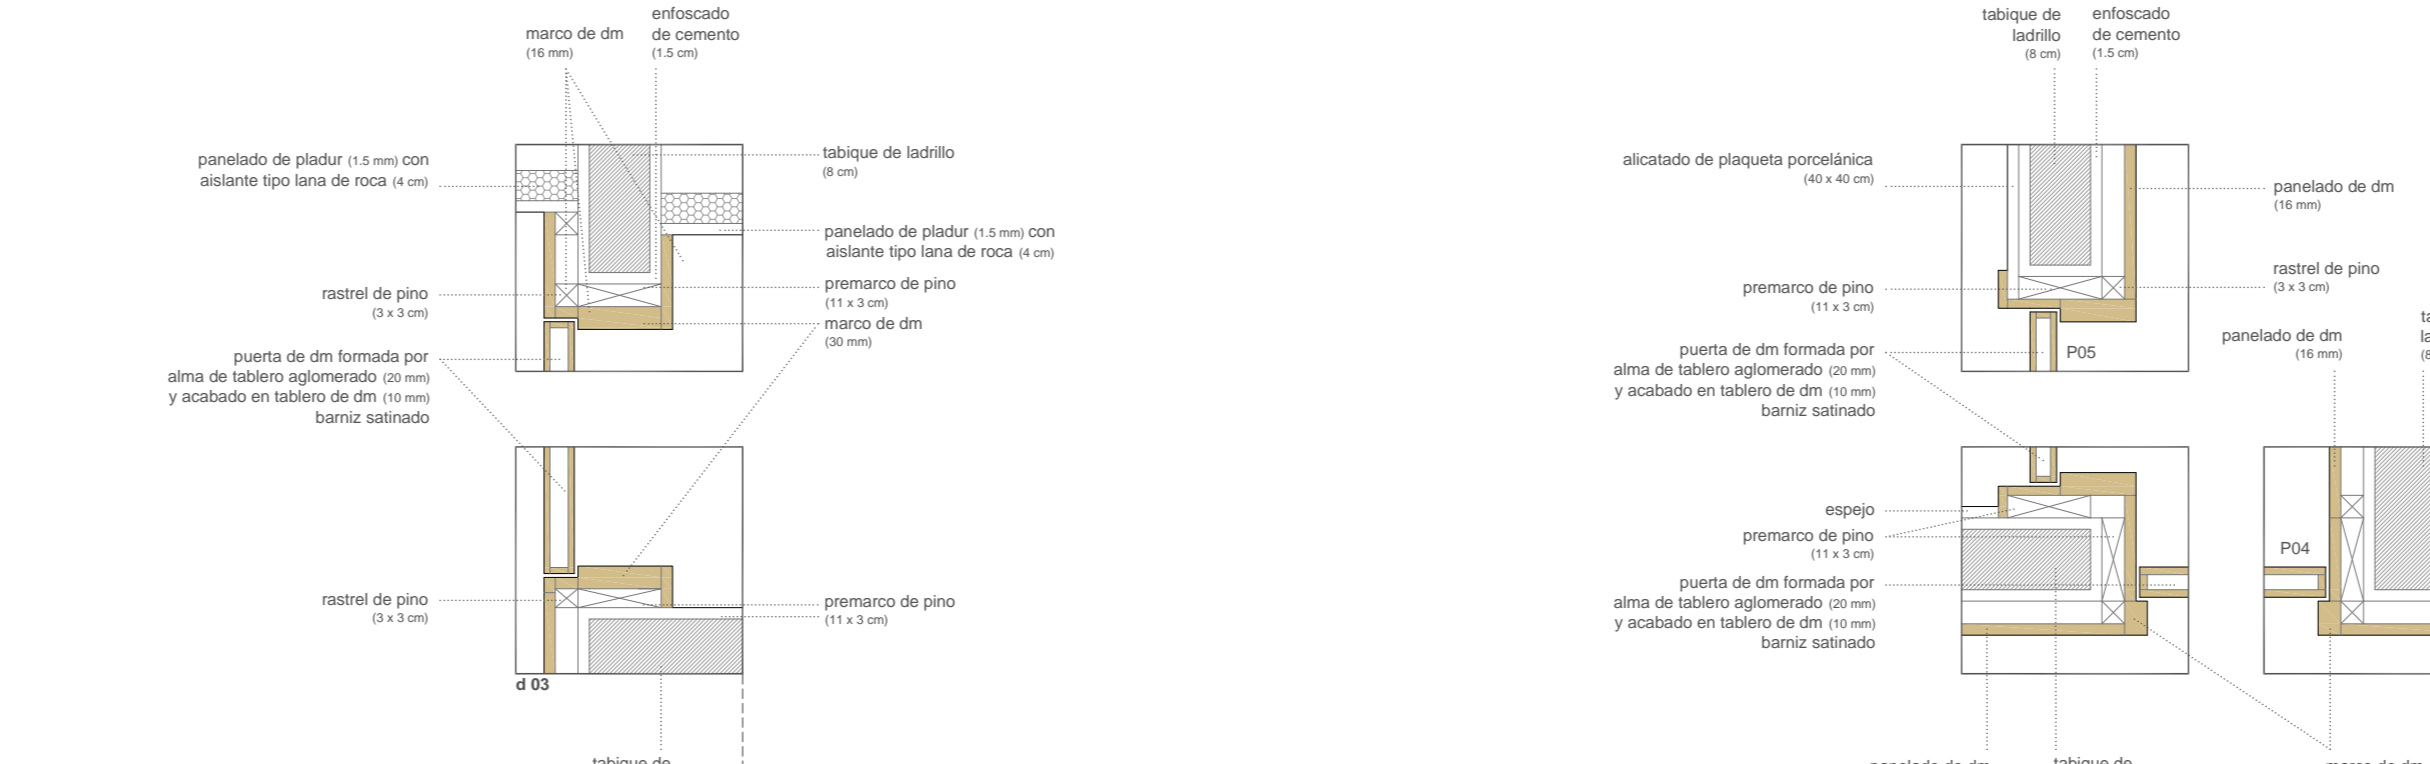 marco de dm
(16 mm)
enfoscado
de cemento
(1.5 cm)
panelado de pladur (1.5 mm) con
aislante tipo lana de roca (4 cm)
tabique de ladrillo
(8 cm)
panelado de pladur (1.5 mm) con
aislante tipo lana de roca (4 cm)
rastrel de pino
(3 x 3 cm)
premarco de pino
(11 x 3 cm)
marco de dm
(30 mm)
puerta de dm formada por
alma de tablero aglomerado (20 mm)
y acabado en tablero de dm (10 mm)
barniz satinado
rastrel de pino
(3 x 3 cm)
premarco de pino
(11 x 3 cm)
d 03
tabique de
tabique de
ladrillo
(8 cm)
enfoscado
de cemento
(1.5 cm)
alicatado de plaqueta porcelánica
(40 x 40 cm)
panelado de dm
(16 mm)
premarco de pino
(11 x 3 cm)
rastrel de pino
(3 x 3 cm)
puerta de dm formada por
alma de tablero aglomerado (20 mm)
y acabado en tablero de dm (10 mm)
barniz satinado
P05
panelado de dm
(16 mm)
ta
la
(8
espejo
premarco de pino
(11 x 3 cm)
P04
puerta de dm formada por
alma de tablero aglomerado (20 mm)
y acabado en tablero de dm (10 mm)
barniz satinado
panelado de dm
tabique de
marco de dm